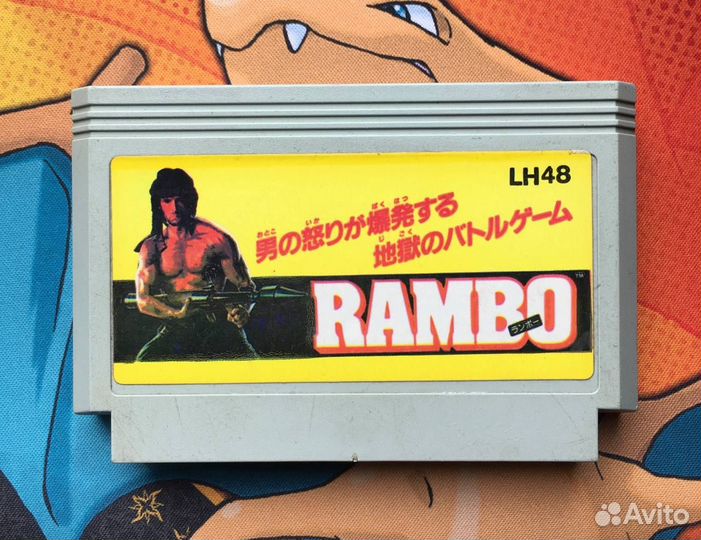 LH48
男の怒りが爆発する
地獄のバトルゲーム
RAMBO
TM
ランボー
Avito